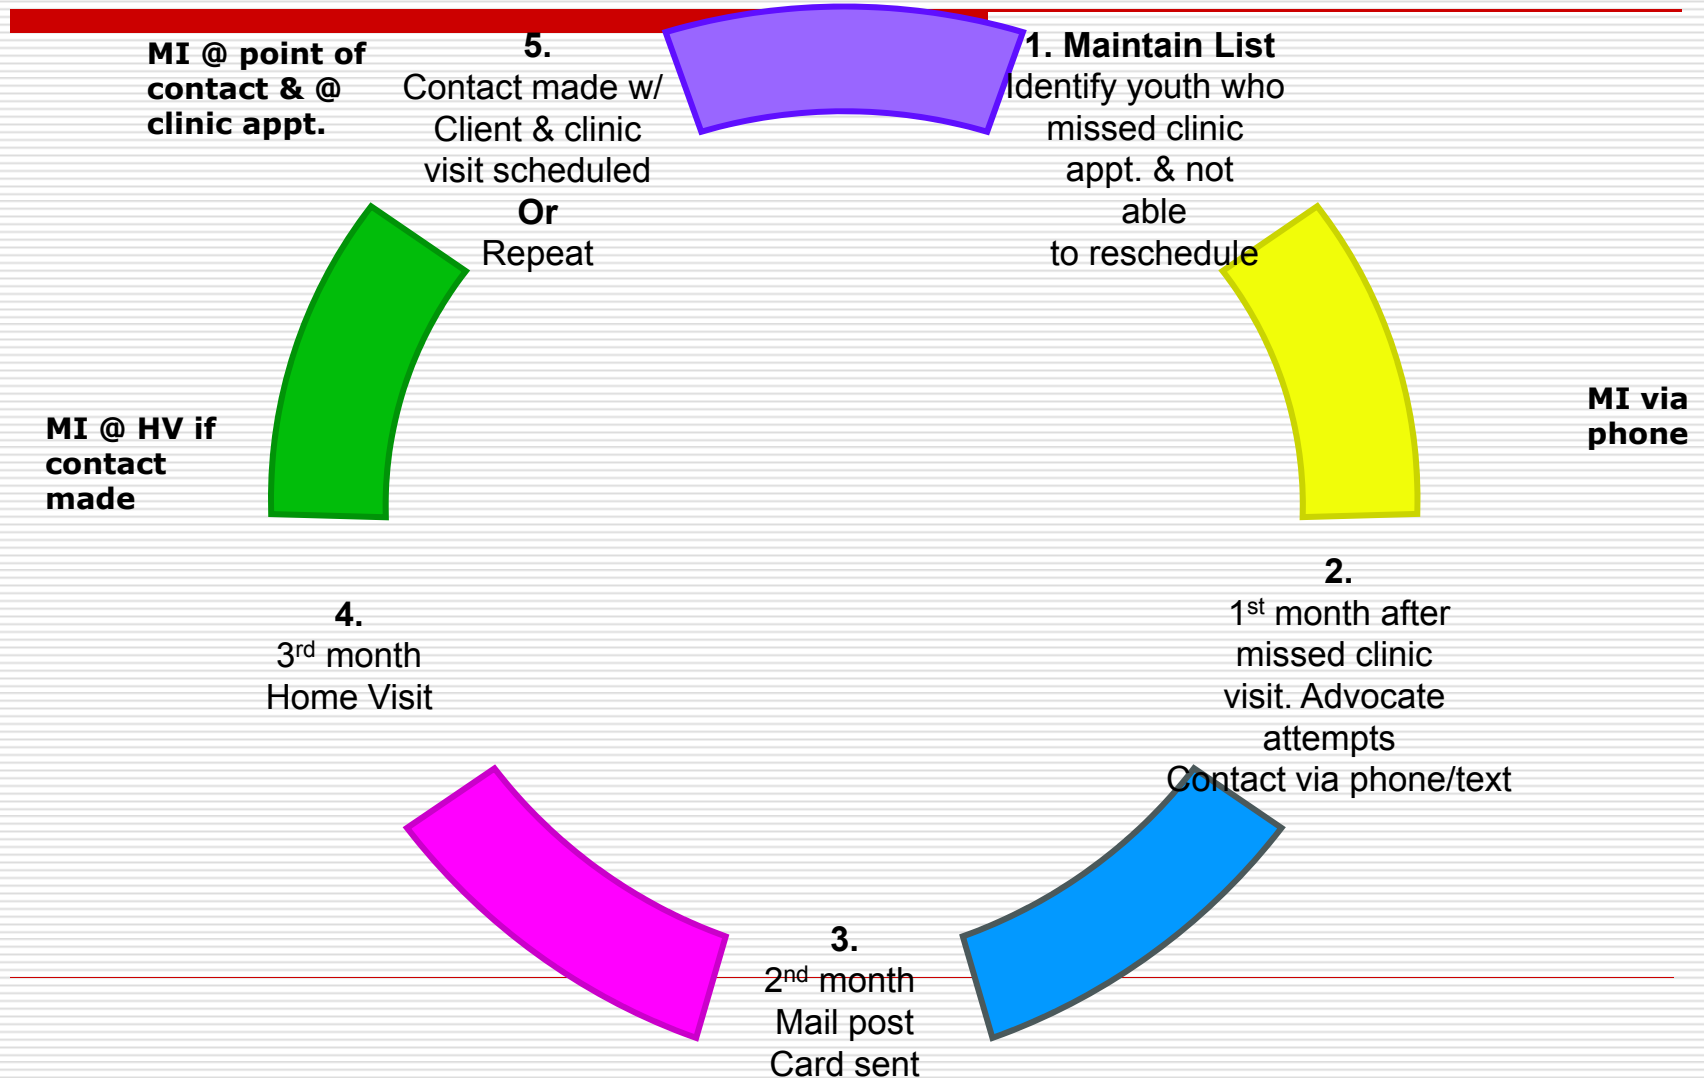 MI @ point of
contact & @
clinic appt.
5.
Contact made w/
Client & clinic
visit scheduled
Or
Repeat
1. Maintain List
Identify youth who
missed clinic
appt. & not
able
to reschedule
MI via
phone
2.
1st month after
missed clinic
visit. Advocate
attempts
Contact via phone/text
3.
2nd month
Mail post
Card sent
4.
3rd month
Home Visit
MI @ HV if
contact
made